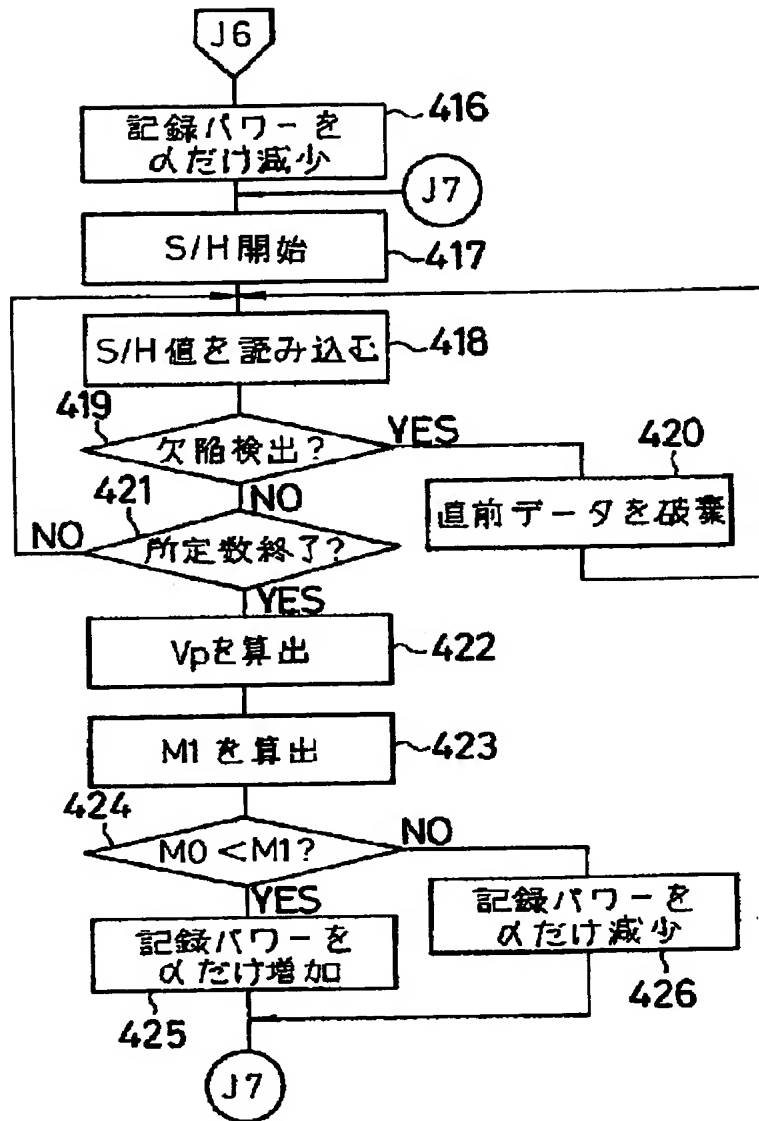 J6
記録パワーを
αだけ減少
416
J7
S/H開始
417
S/H値を読み込む
418
419
欠陥検出?
YES
420
直前データを破棄
NO
421
所定数終了?
NO
YES
Vpを算出
422
M1を算出
423
424
M0<M1?
NO
YES
記録パワーを
αだけ増加
425
記録パワーを
αだけ減少
426
J7